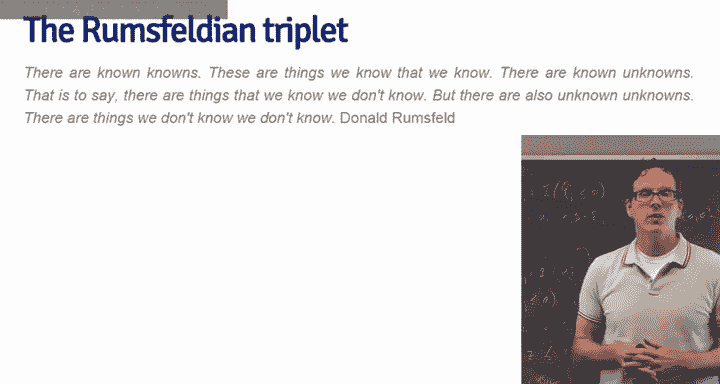 The Rumsfeldian triplet
There are known knowns. These are things we know that we know. There are known unknowns.
That is to say, there are things that we know we don't know. But there are also unknown unknowns.
There are things we don't know we don't know. Donald Rumsfeld